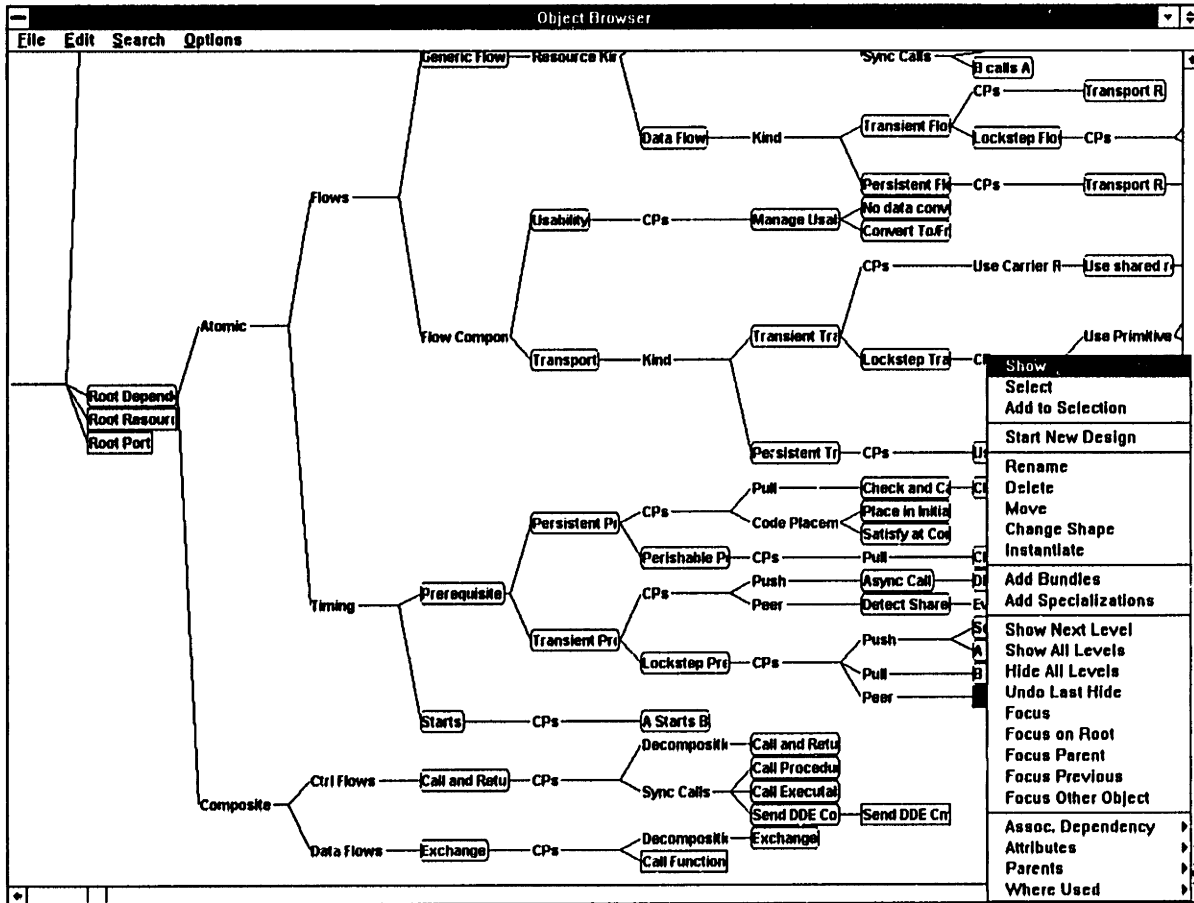 Object Browser
File Edit Search Options
Generic Flow Resource Kir Sync Calls
B calls A
CPs Transport R
Data Flow Kind Transient Flo
Lockstep Flo CPs
Persistent Fl CPs Transport R
Flows
Usability CPs Manage Usal No data conv
Convert To/Fr
CPs Use Carrier R Use shared r
Atomic
Flow Compon
Transient Tra Use Primitive
Transport Kind Lockstep Tra
Root Depend
Root Resour
Root Port
Persistent Tr CPs Us
Pull Check and Ca
Persistent Pr CPs Code Placem Place in Initia
Satisfy at Co
Perishable Pr CPs Pull
Timing Prerequisite
CPs Push Async Call
Peer Detect Share Ev
Transient Pre
Lockstep Pre CPs Push
A
Pull B
Peer
Starts CPs A Starts B
Decompositic Call and Retu
Ctrl Flows Call and Retu CPs Call Procedur
Sync Calls Call Executal
Composite Send DDE Co Send DDE Cm
Data Flows Exchange CPs Decompositic Exchange
Call Function
Show
Select
Add to Selection
Start New Design
Rename
Delete
Move
Change Shape
Instantiate
Add Bundles
Add Specializations
Show Next Level
Show All Levels
Hide All Levels
Undo Last Hide
Focus
Focus on Root
Focus Parent
Focus Previous
Focus Other Object
Assoc. Dependency
Attributes
Parents
Where Used